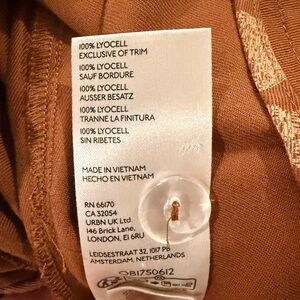 100% LYOCELL
EXCLUSIVE OF TRIM
100% LYOCELL
SAUF BORDURE
100% LYOCELL
AUSSER BESATZ
100% LYOCELL
TRANNE LA FINITURA
100% LYOCELL
SIN RIBETES
MADE IN VIETNAM
HECHO EN VIETNAM
RN 66170
CA 32054
URBN UK Ltd.
146 Brick Lane,
LONDON, E1 6RU
LEIDSESTRAAT 32, 1017 PB
AMSTERDAM, NETHERLANDS
OB1750612